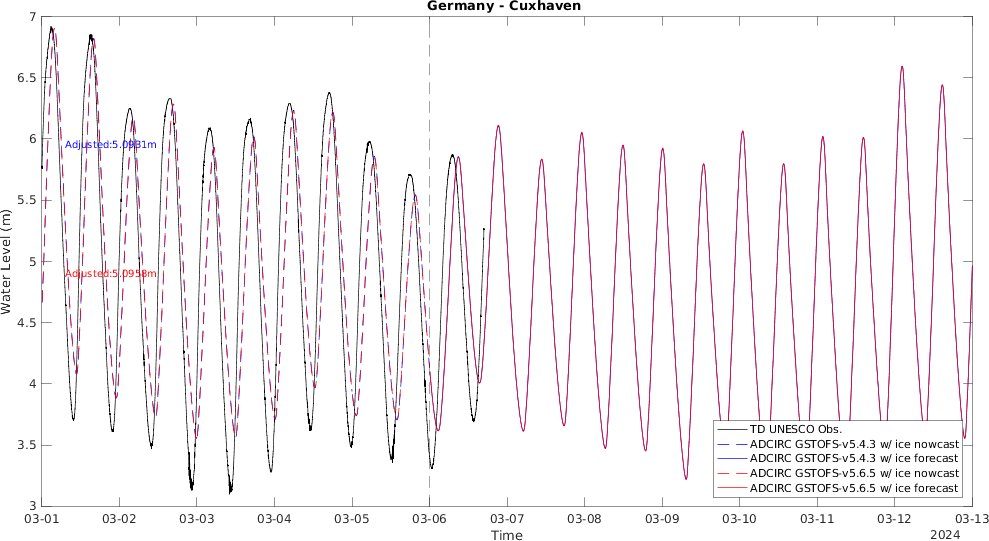 Germany - Cuxhaven
7
6.5
6
5.5
5
4.5
4
3.5
3
Water Level (m)
Adjusted:5.0931m
Adjusted:5.0958m
TD UNESCO Obs.
ADCIRC GSTOFS-v5.4.3 w/ ice nowcast
ADCIRC GSTOFS-v5.4.3 w/ ice forecast
ADCIRC GSTOFS-v5.6.5 w/ ice nowcast
ADCIRC GSTOFS-v5.6.5 w/ ice forecast
03-01 03-02 03-03 03-04 03-05 03-06 03-07 03-08 03-09 03-10 03-11 03-12 03-13
Time
2024